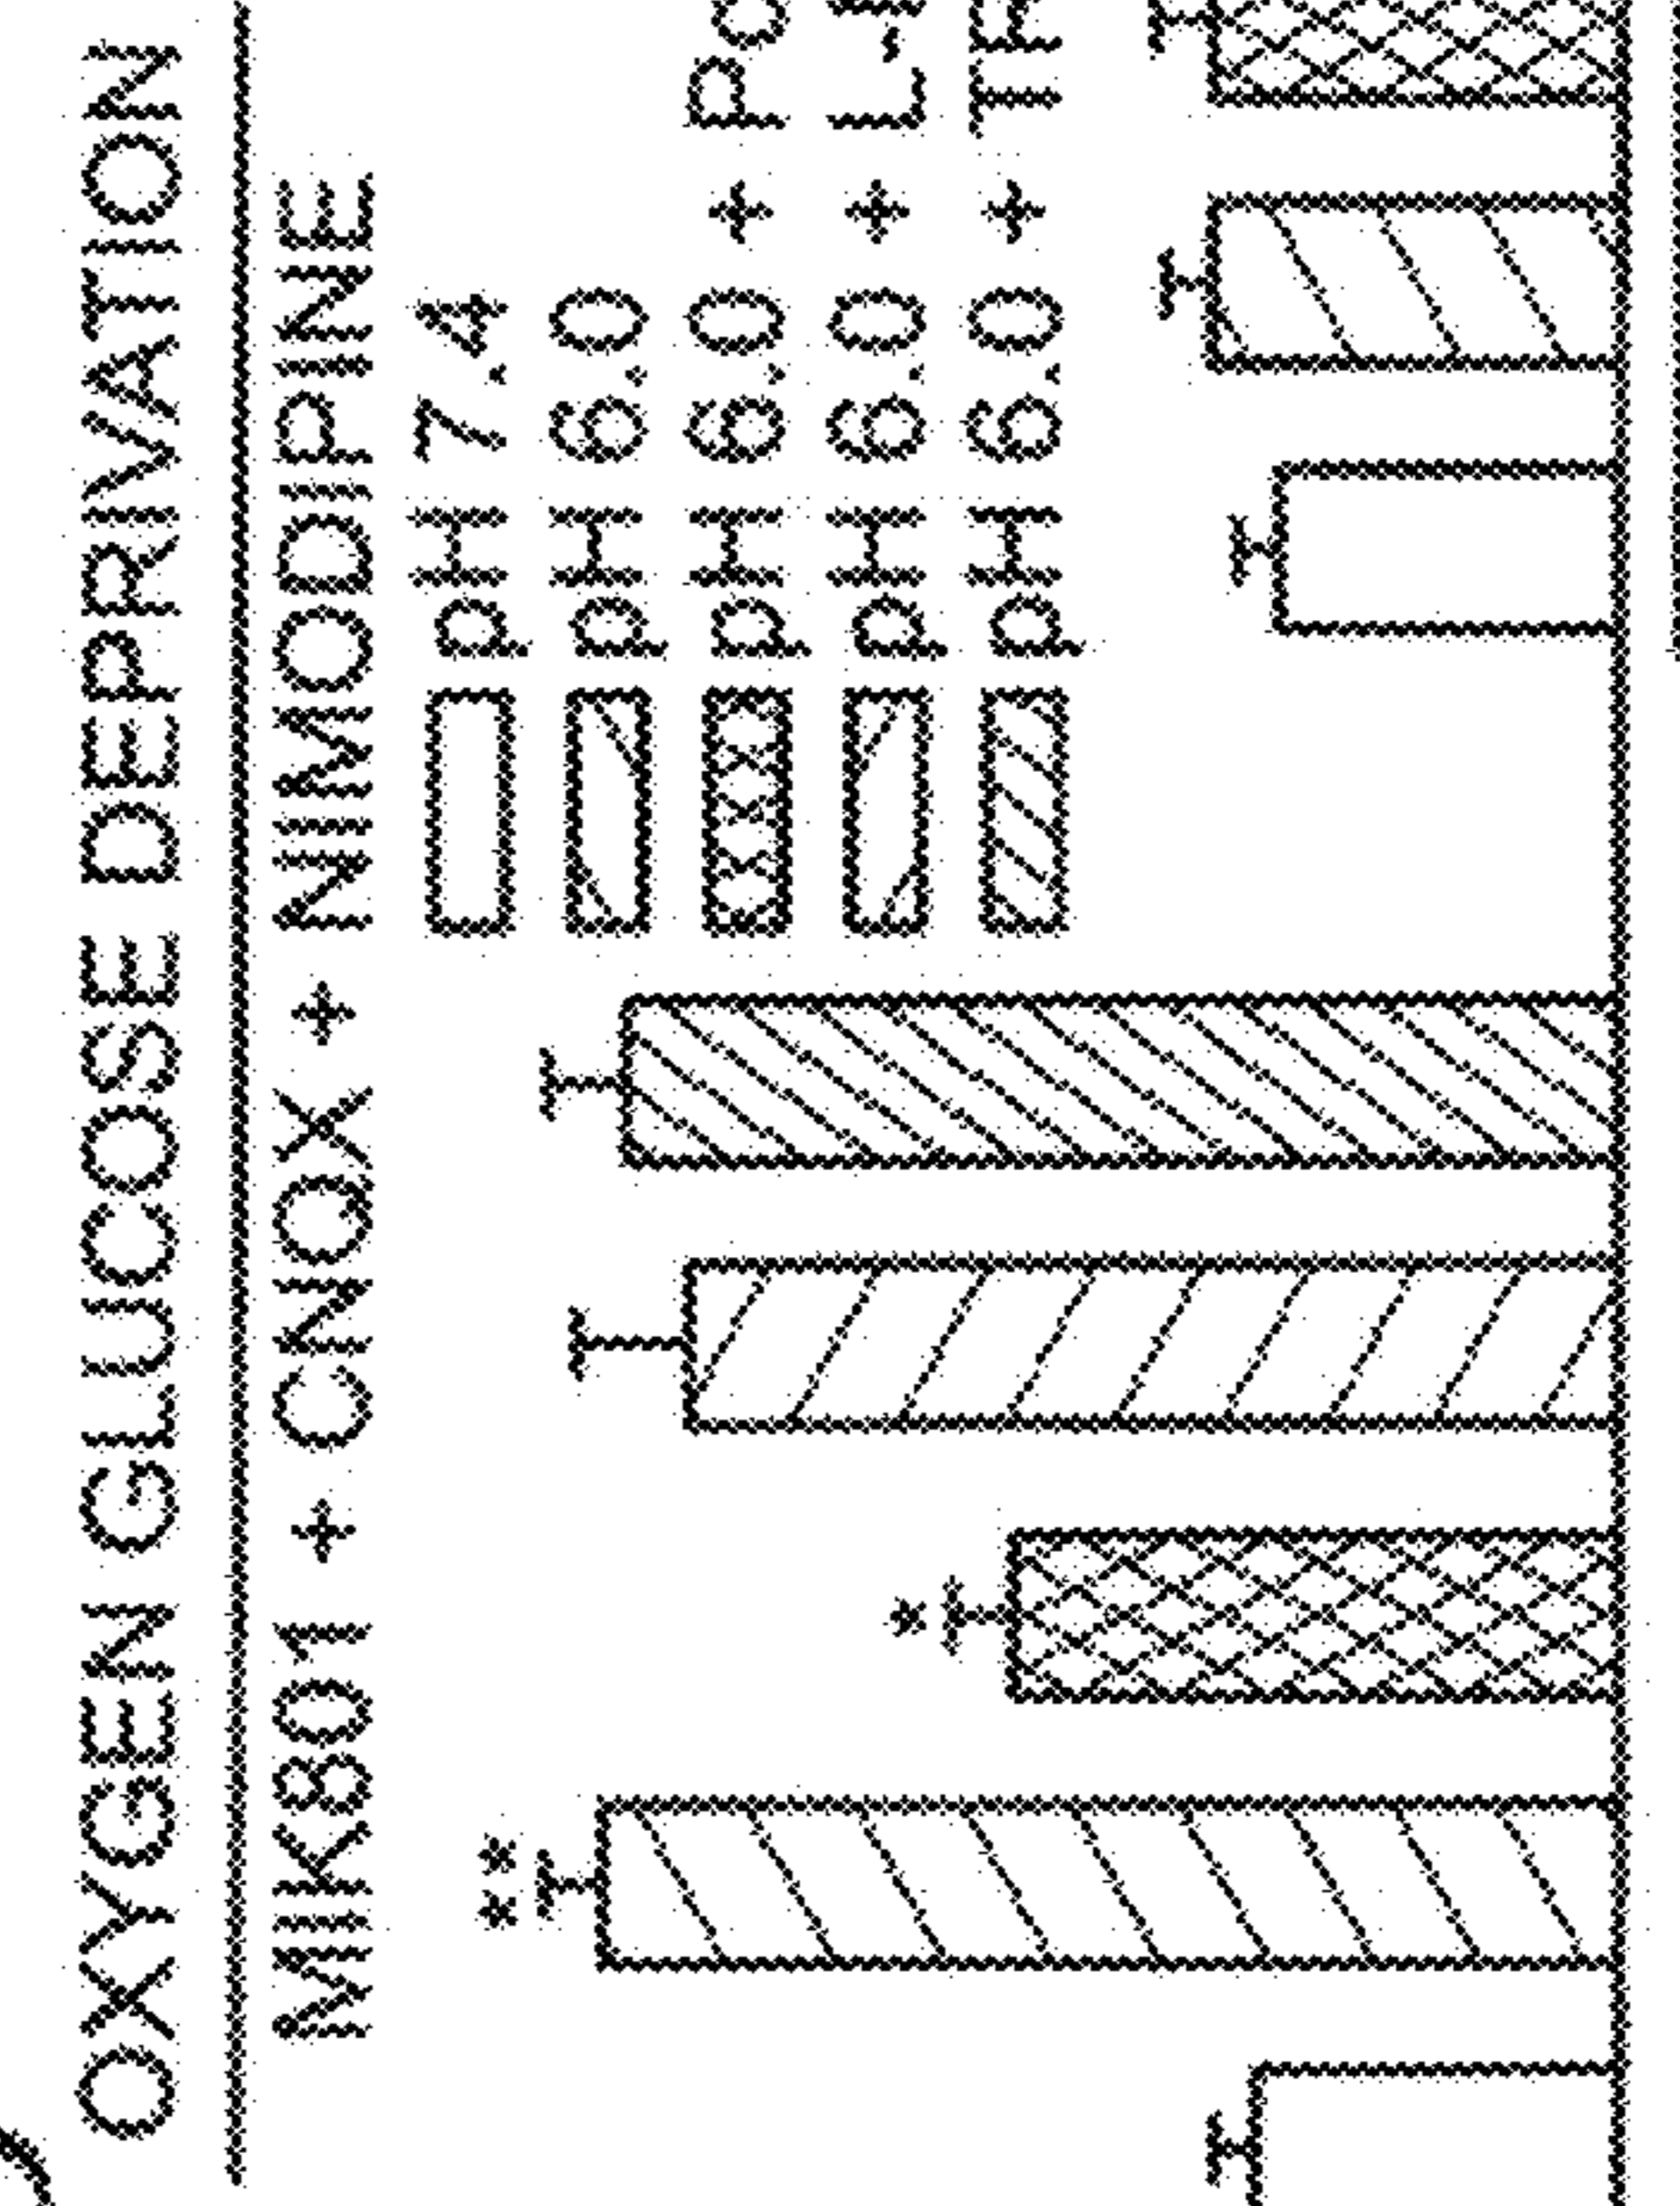 OXYGEN GLUCOSE DEPRIVATION
MK801 + CNQX + NIMODIPINE
pH 7.4
pH 6.0
pH 6.0 +
pH 6.0 +
pH 6.0 +
**
*